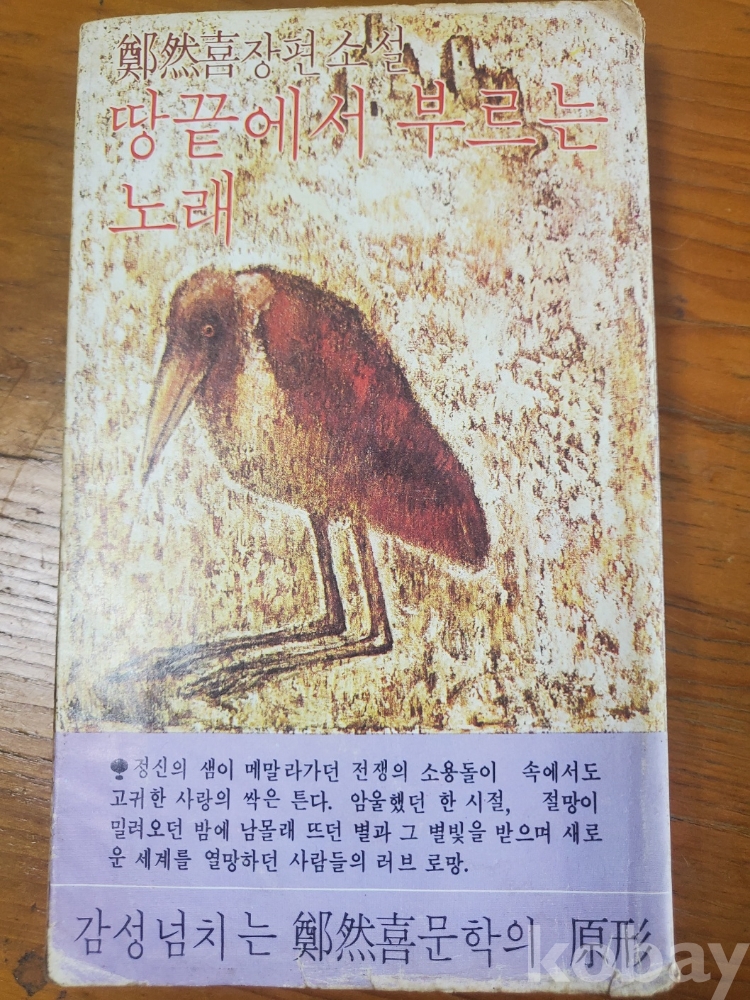 鄭然喜장편소설
땅끝에서 부르는
노래
정신의 샘이 메말라가던 전쟁의 소용돌이 속에서도
고귀한 사랑의 싹은 튼다. 암울했던 한 시절, 절망이
밀려오던 밤에 남몰래 뜨던 별과 그 별빛을 받으며 새로
운 세계를 열망하던 사람들의 러브 로망.
감성넘치는 鄭然喜문학의 原形
kobay